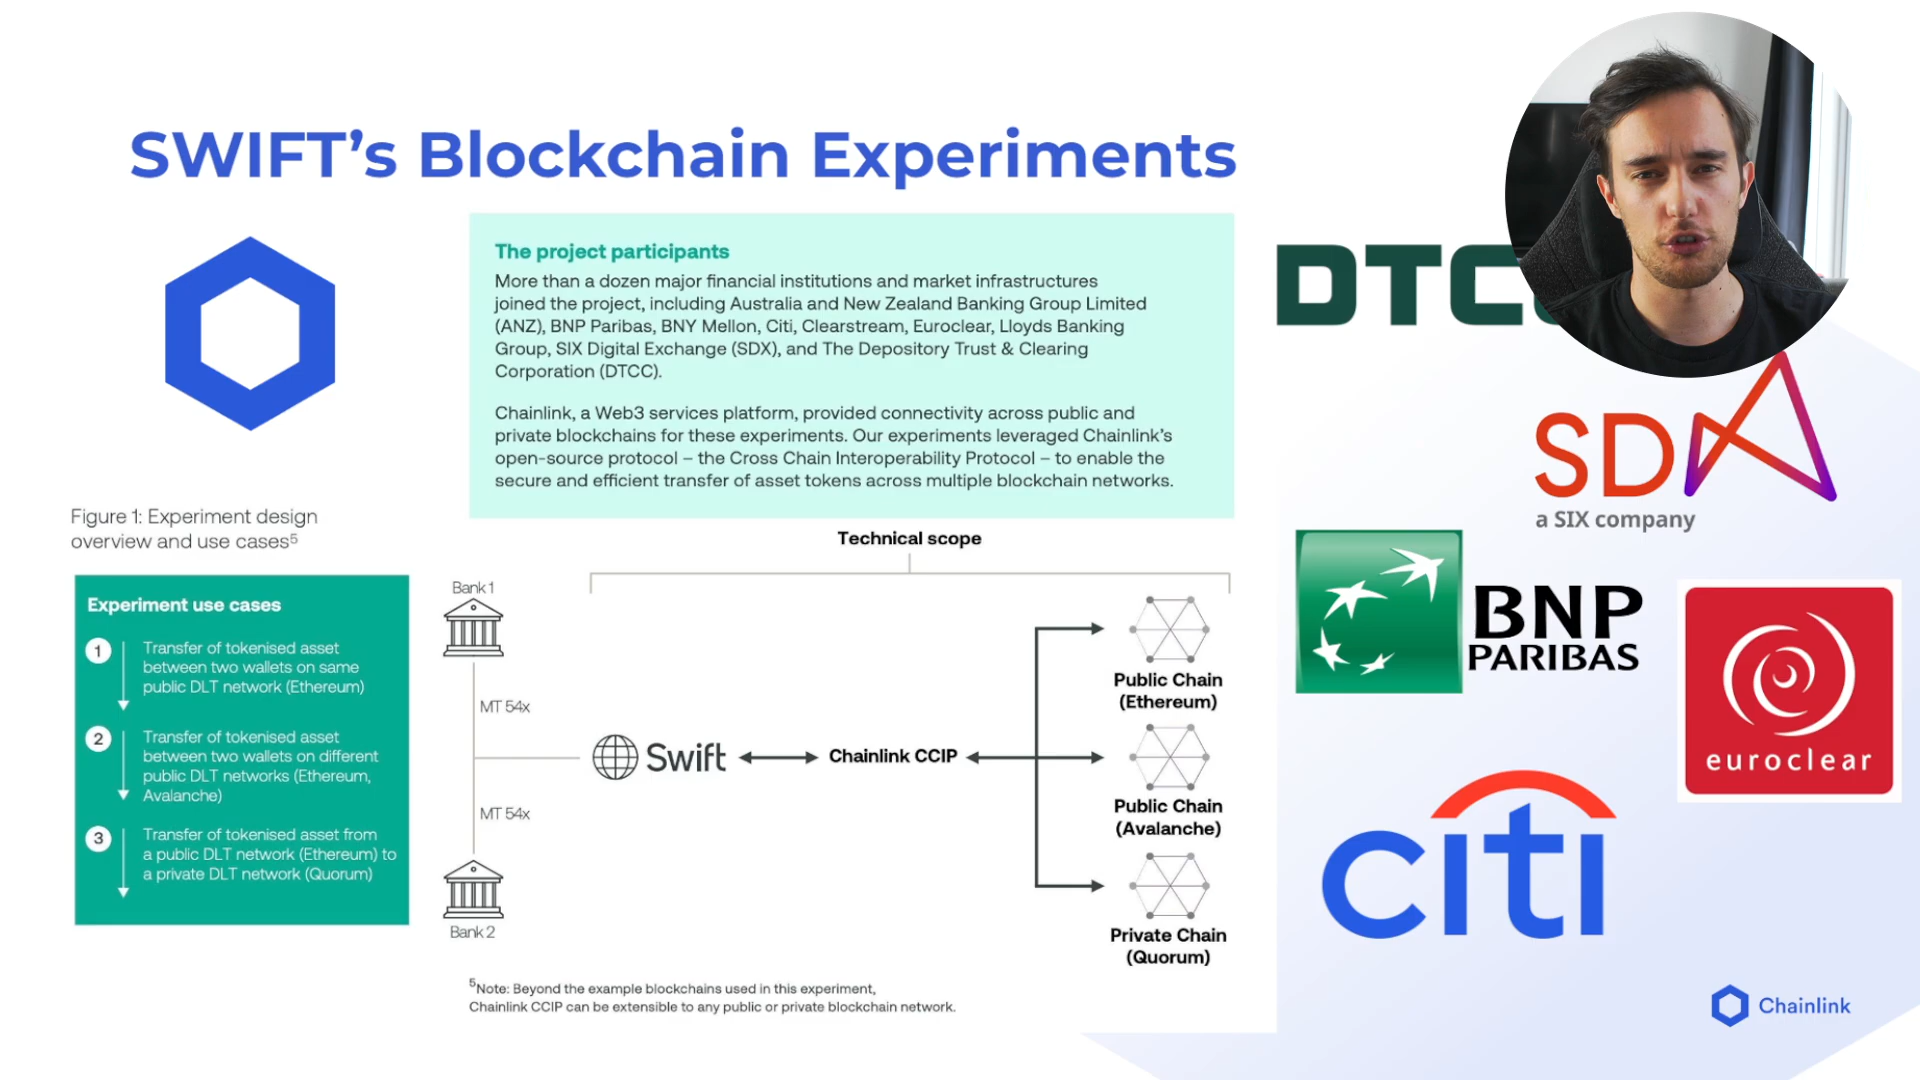 SWIFT’s Blockchain Experiments
The project participants
More than a dozen major financial institutions and market infrastructures
joined the project, including Australia and New Zealand Banking Group Limited
(ANZ), BNP Paribas, BNY Mellon, Citi, Clearstream, Euroclear, Lloyds Banking
Group, SIX Digital Exchange (SDX), and The Depository Trust & Clearing
Corporation (DTCC).
Chainlink, a Web3 services platform, provided connectivity across public and
private blockchains for these experiments. Our experiments leveraged Chainlink’s
open-source protocol – the Cross Chain Interoperability Protocol – to enable the
secure and efficient transfer of asset tokens across multiple blockchain networks.
Figure 1: Experiment design
overview and use cases⁵
Experiment use cases
1
Transfer of tokenised asset
between two wallets on same
public DLT network (Ethereum)
2
Transfer of tokenised asset
between two wallets on different
public DLT networks (Ethereum,
Avalanche)
3
Transfer of tokenised asset from
a public DLT network (Ethereum) to
a private DLT network (Quorum)
Technical scope
Bank 1
MT 54x
Swift
Chainlink CCIP
MT 54x
Bank 2
Public Chain
(Ethereum)
Public Chain
(Avalanche)
Private Chain
(Quorum)
⁵Note: Beyond the example blockchains used in this experiment,
Chainlink CCIP can be extensible to any public or private blockchain network.
DTC
SDX
a SIX company
BNP
PARIBAS
euroclear
citi
Chainlink